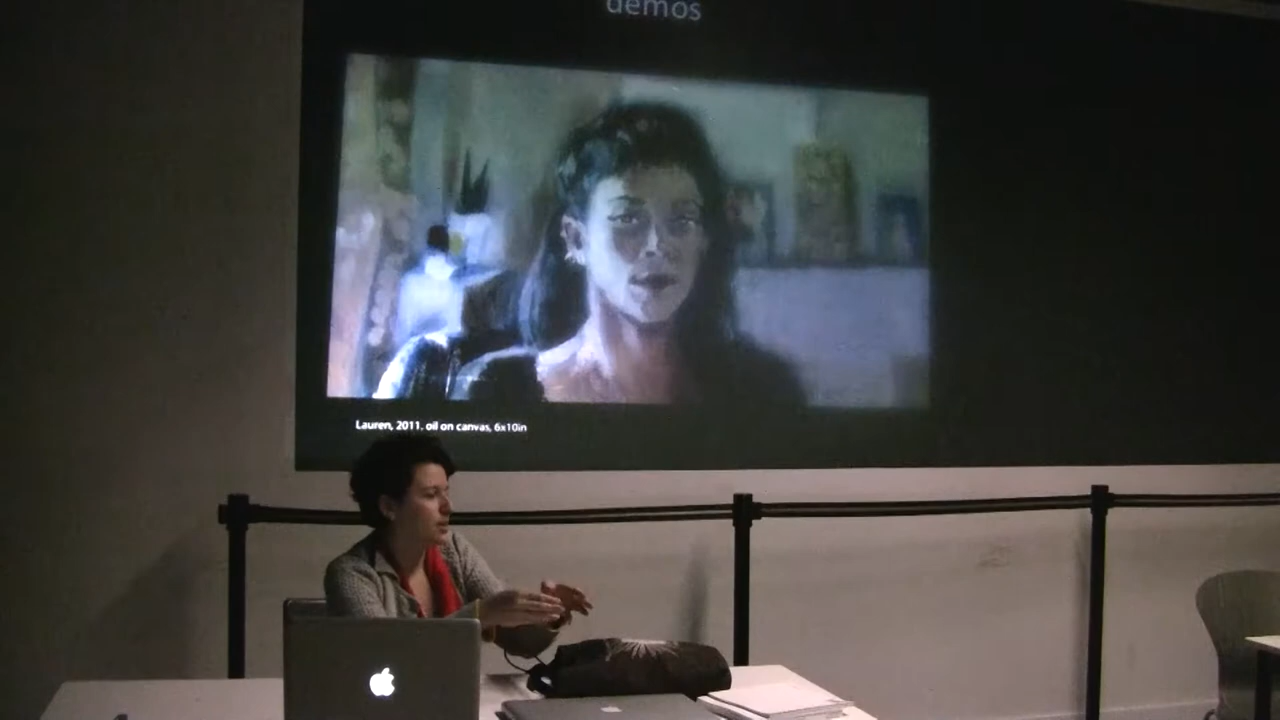 demos
Lauren, 2011, oil on canvas, 6x10in